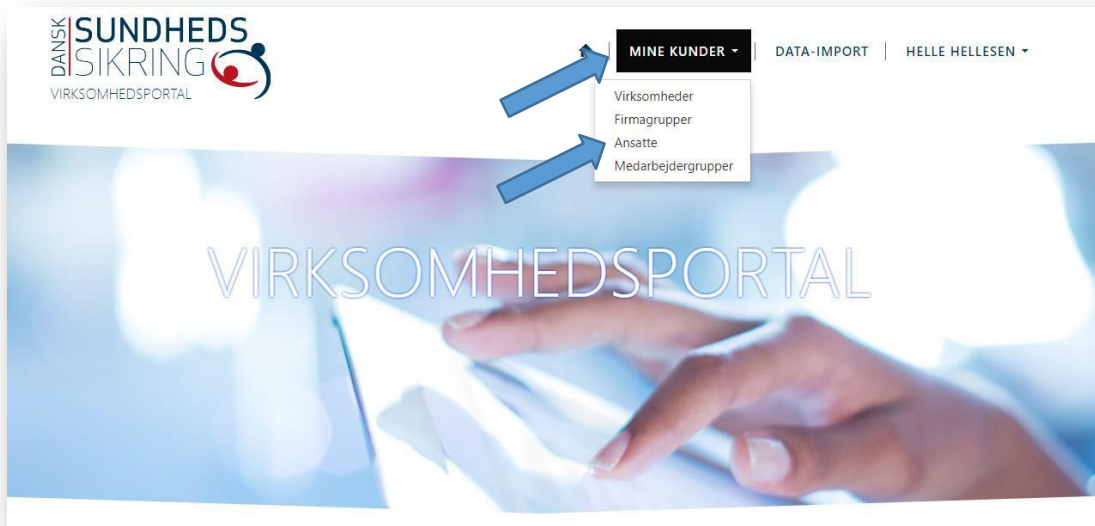 DANSK
SUNDHEDS
SIKRING
VIRKSOMHEDSPORTAL
MINE KUNDER
DATA-IMPORT
HELLE HELLESEN
Virksomheder
Firmagrupper
Ansatte
Medarbejdergrupper
VIRKSOMHEDSPORTAL